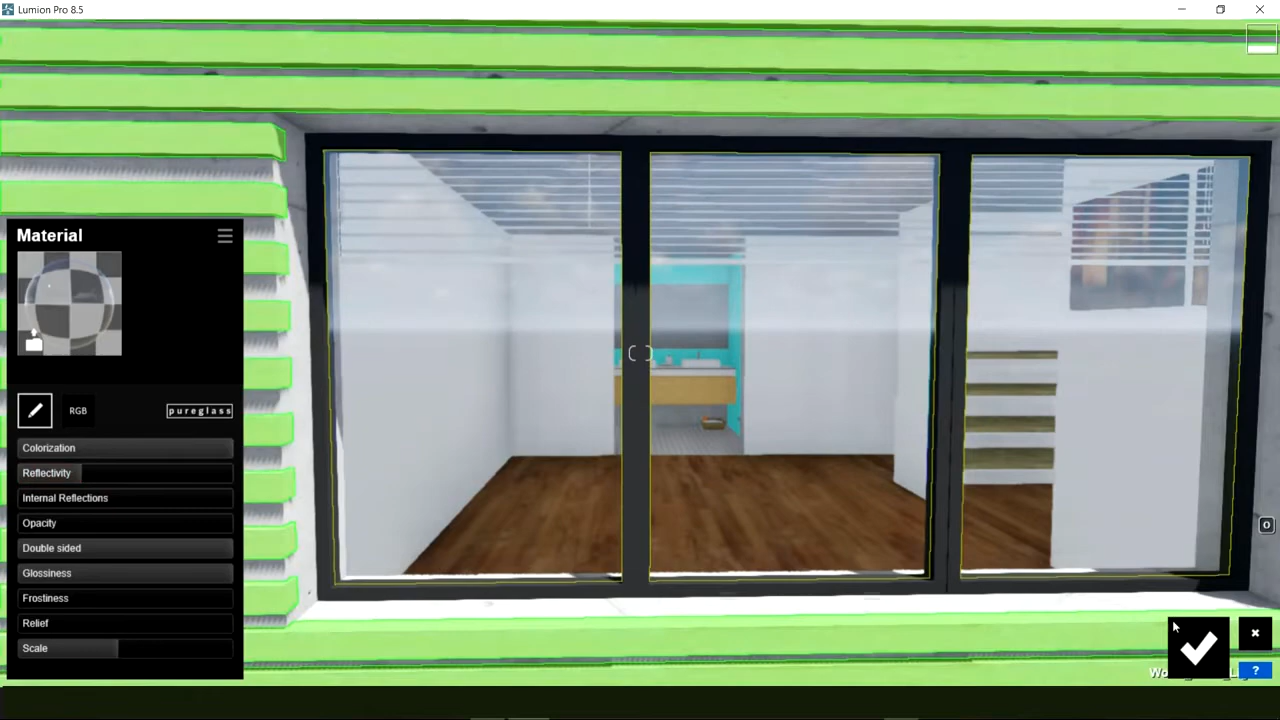 Lumion Pro 8.5
Material
RGB
pureglass
Colorization
Reflectivity
Internal Reflections
Opacity
Double sided
Glossiness
Frostiness
Relief
Scale
O
?